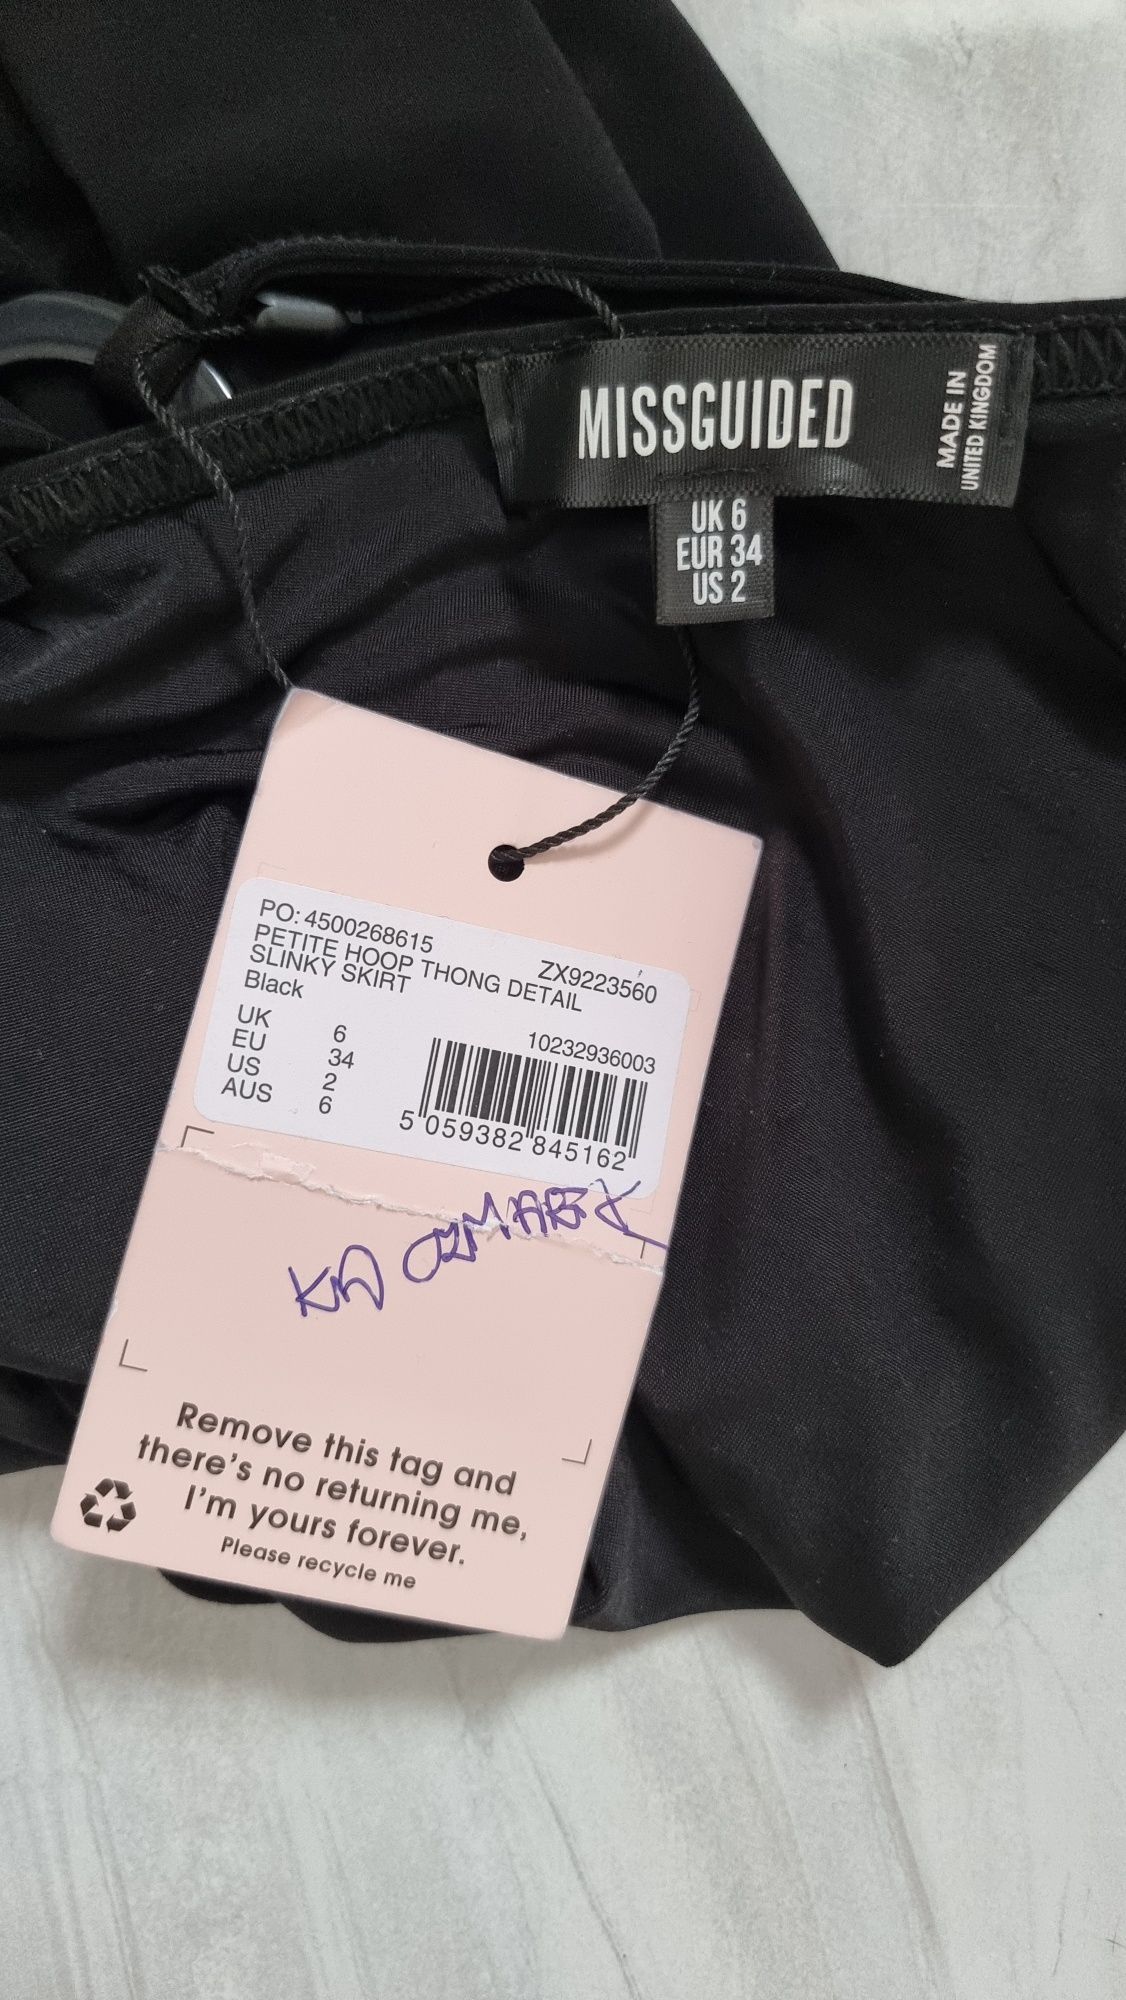 MISSGUIDED
MADE IN
UNITED KINGDOM
UK 6
EUR 34
US 2
PO: 4500268615
ZX9223560
PETITE HOOP THONG DETAIL
SLINKY SKIRT
Black
UK 6
EU 34
US 2
AUS 6
10232936003
5 059382 845162
Remove this tag and
there's no returning me,
I'm yours forever.
Please recycle me